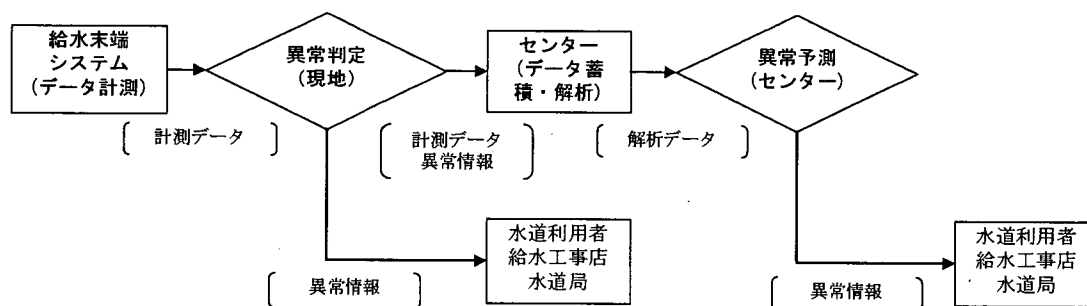 給水末端
システム
(データ計測)
異常判定
(現地)
センター
(データ蓄
積・解析)
異常予測
(センター)
計測データ
計測データ
異常情報
解析データ
水道利用者
給水工事店
水道局
異常情報
水道利用者
給水工事店
水道局
異常情報